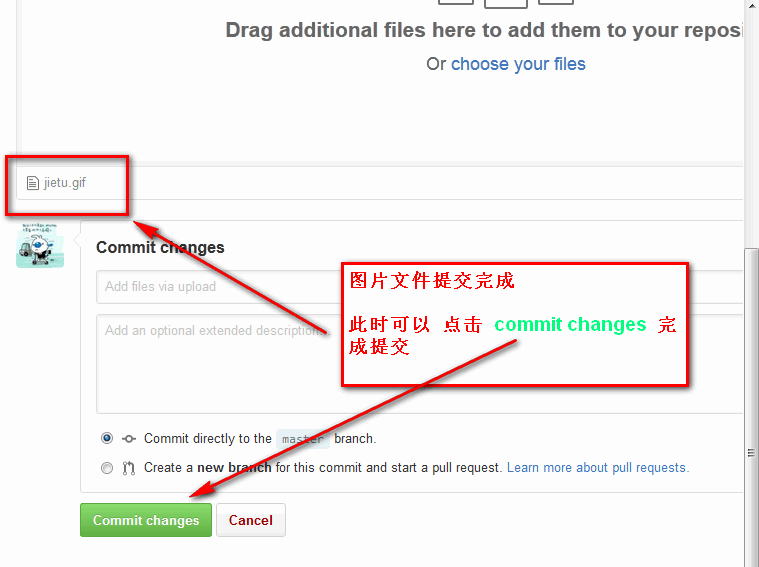 Drag additional files here to add them to your reposi
Or choose your files
jietu.gif
Commit changes
Add files via upload
Add an optional extended description...
图片文件提交完成
此时可以 点击 commit changes 完
成提交
Commit directly to the master branch.
Create a new branch for this commit and start a pull request. Learn more about pull requests.
Commit changes
Cancel